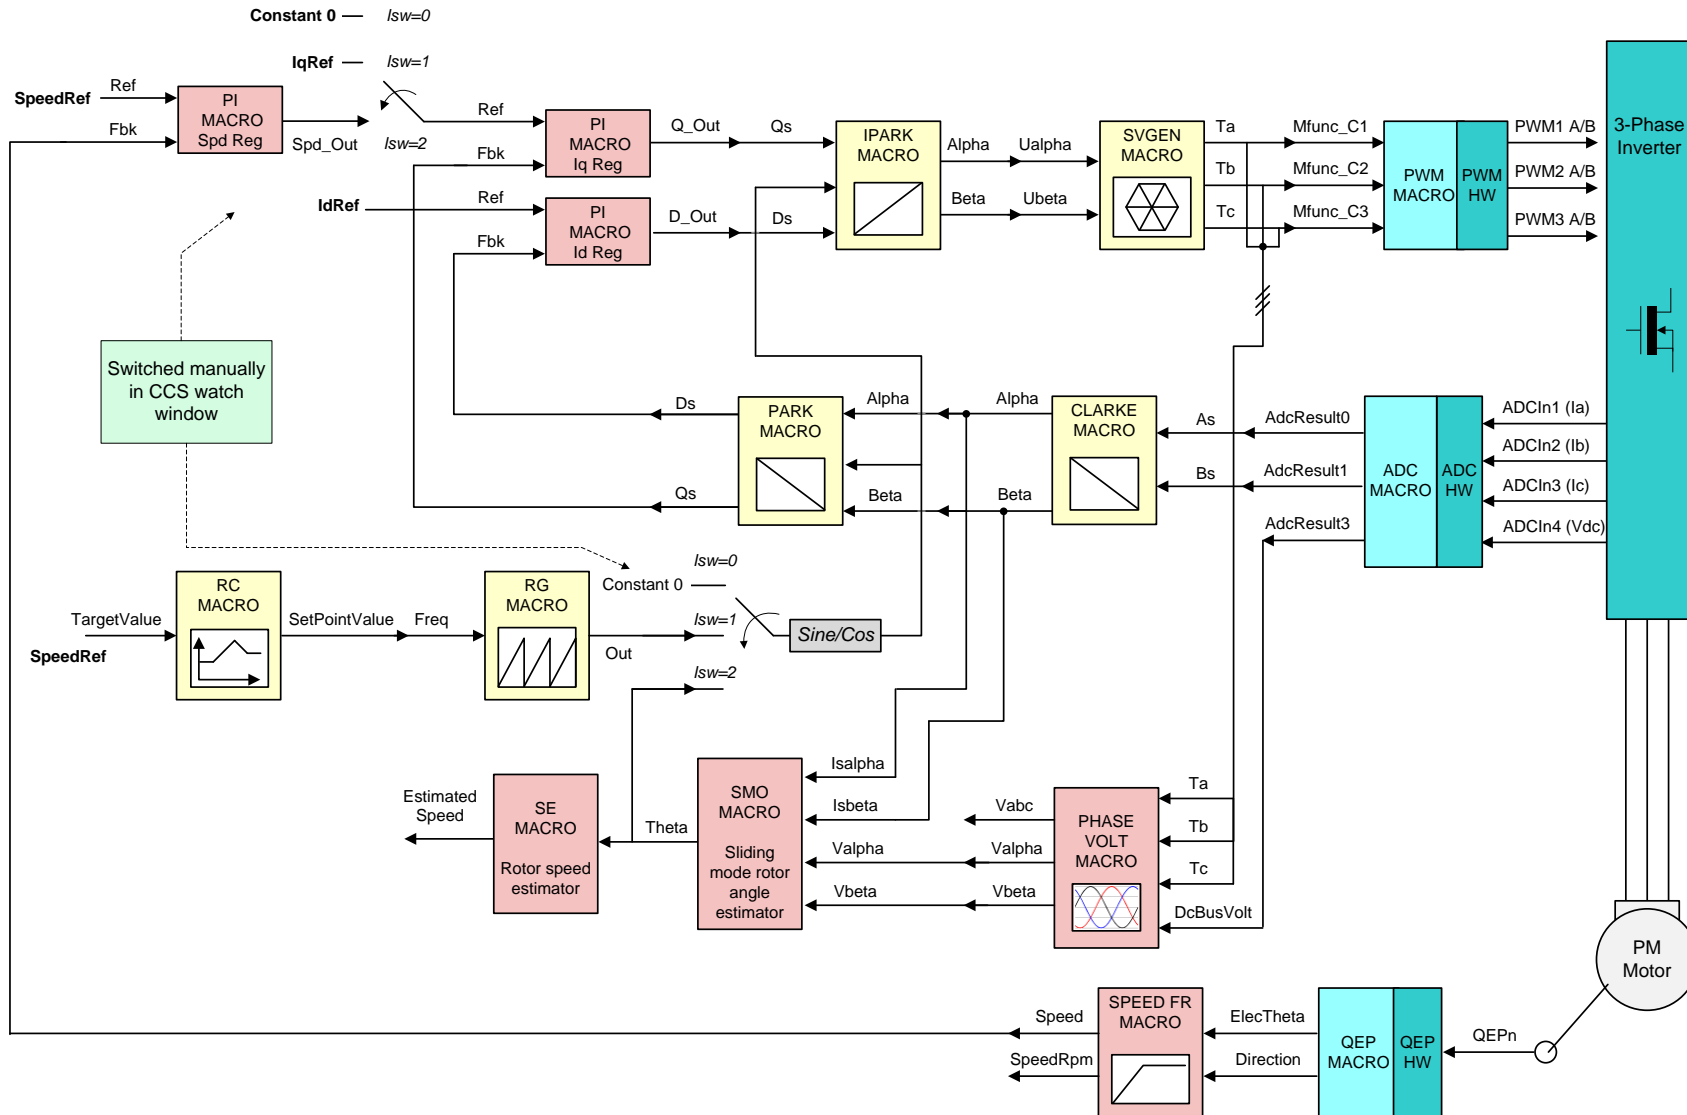 Constant 0
Isw=0
IqRef
Isw=1
SpeedRef
Ref
Fbk
PI
MACRO
Spd Reg
Spd_Out
Isw=2
Ref
Fbk
PI
MACRO
Iq Reg
Q_Out
Qs
IdRef
Ref
Fbk
PI
MACRO
Id Reg
D_Out
Ds
IPARK
MACRO
Alpha
Ualpha
Beta
Ubeta
SVGEN
MACRO
Ta
Tb
Tc
Mfunc_C1
Mfunc_C2
Mfunc_C3
PWM
MACRO
PWM
HW
PWM1 A/B
PWM2 A/B
PWM3 A/B
3-Phase
Inverter
Switched manually
in CCS watch
window
Ds
Qs
PARK
MACRO
Alpha
Alpha
Beta
Beta
CLARKE
MACRO
As
Bs
AdcResult0
AdcResult1
AdcResult3
ADC
MACRO
ADC
HW
ADCIn1 (Ia)
ADCIn2 (Ib)
ADCIn3 (Ic)
ADCIn4 (Vdc)
TargetValue
SpeedRef
RC
MACRO
SetPointValue
Freq
RG
MACRO
Out
Isw=0
Constant 0
Isw=1
Isw=2
Sine/Cos
Estimated
Speed
SE
MACRO
Rotor speed
estimator
Theta
SMO
MACRO
Sliding
mode rotor
angle
estimator
Isalpha
Isbeta
Valpha
Vbeta
Vabc
Valpha
Vbeta
PHASE
VOLT
MACRO
Ta
Tb
Tc
DcBusVolt
PM
Motor
Speed
SpeedRpm
SPEED FR
MACRO
ElecTheta
Direction
QEP
MACRO
QEP
HW
QEPn